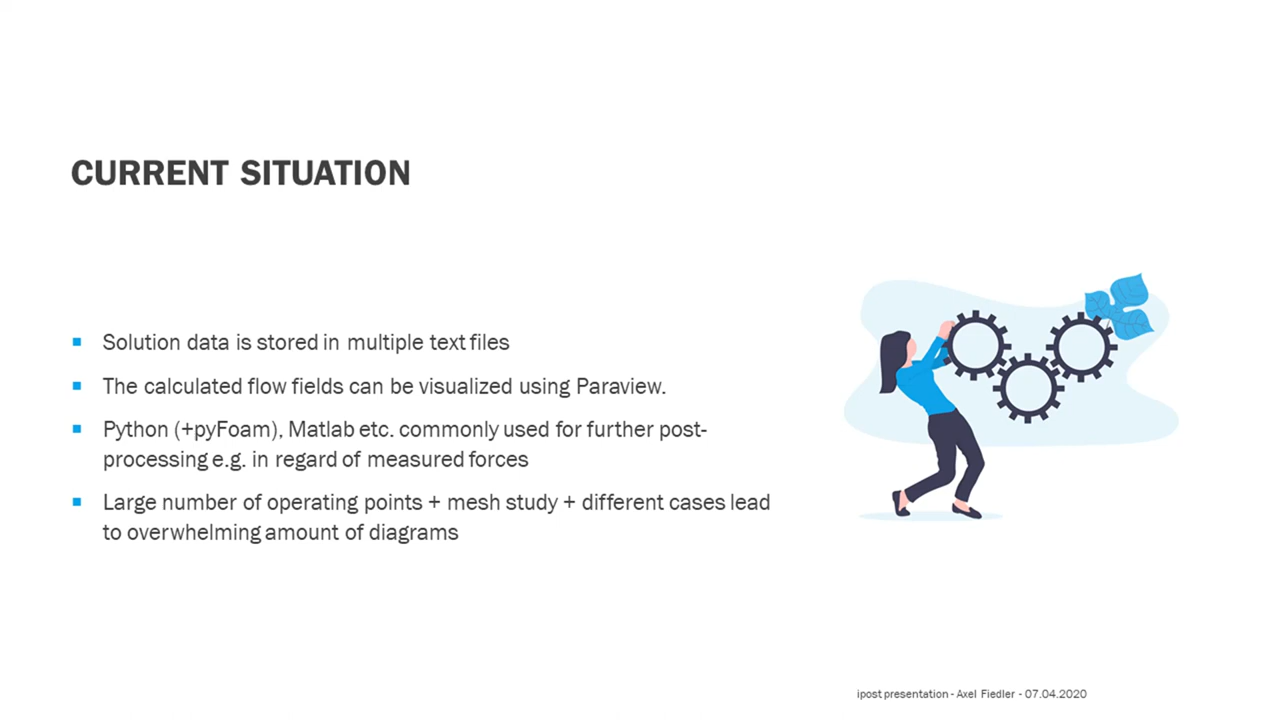 CURRENT SITUATION
Solution data is stored in multiple text files
The calculated flow fields can be visualized using Paraview.
Python (+pyFoam), Matlab etc. commonly used for further post-
processing e.g. in regard of measured forces
Large number of operating points + mesh study + different cases lead
to overwhelming amount of diagrams
ipost presentation - Axel Fiedler - 07.04.2020